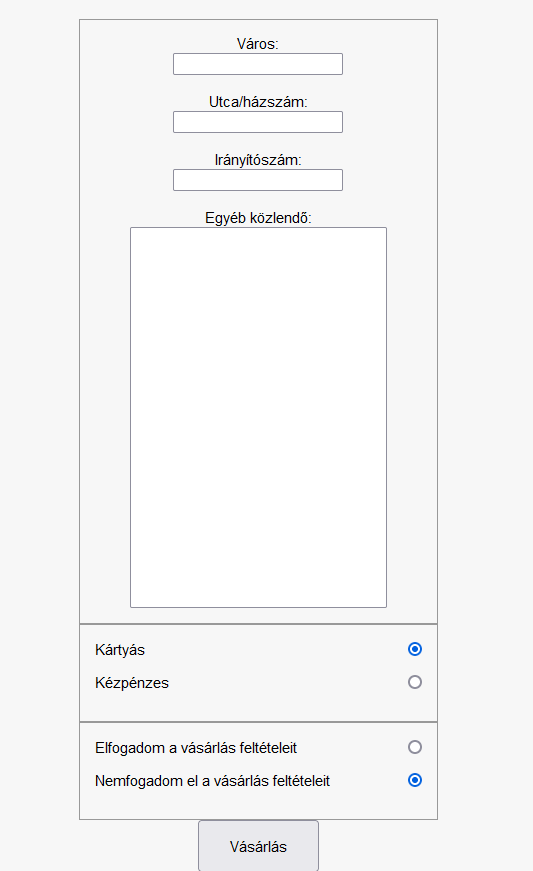 Város:
Utca/házszám:
Irányítószám:
Egyéb közlendő:
Kártyás
Kézpénzes
Elfogadom a vásárlás feltételeit
Nemfogadom el a vásárlás feltételeit
Vásárlás